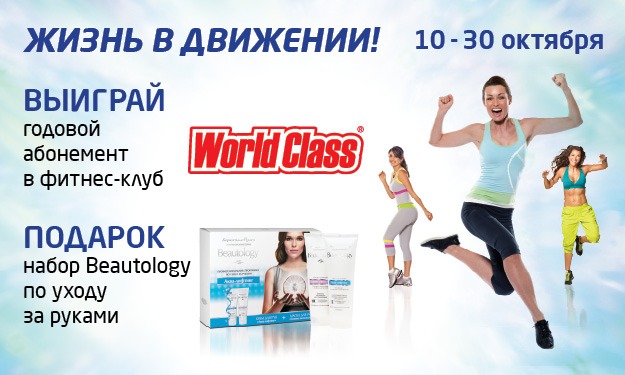 ЖИЗНЬ В ДВИЖЕНИИ!
10 - 30 октября
ВЫИГРАЙ
годовой
абонемент
в фитнес-клуб
World Class®
ПОДАРОК
набор Beautology
по уходу
за руками
Beautology